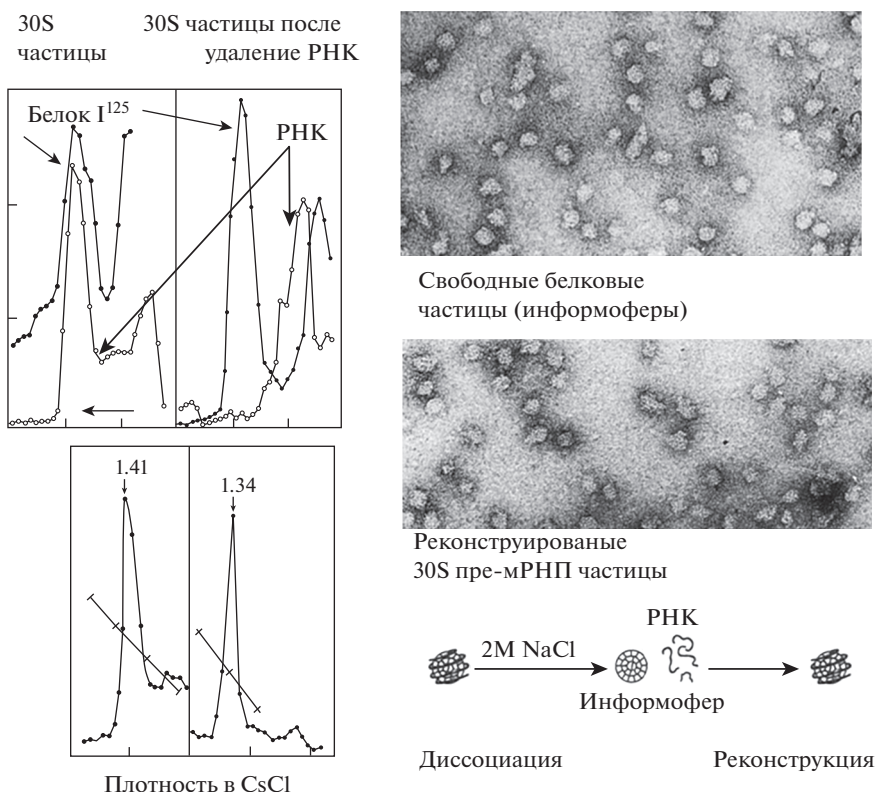 30S
частицы
30S частицы после
удаление РНК
Белок I¹²⁵
РНК
Свободные белковые
частицы (информоферы)
1.41
1.34
Плотность в CsCl
Реконструированые
30S пре-мРНП частицы
РНК
2М NaCl
Информофер
Диссоциация
Реконструкция